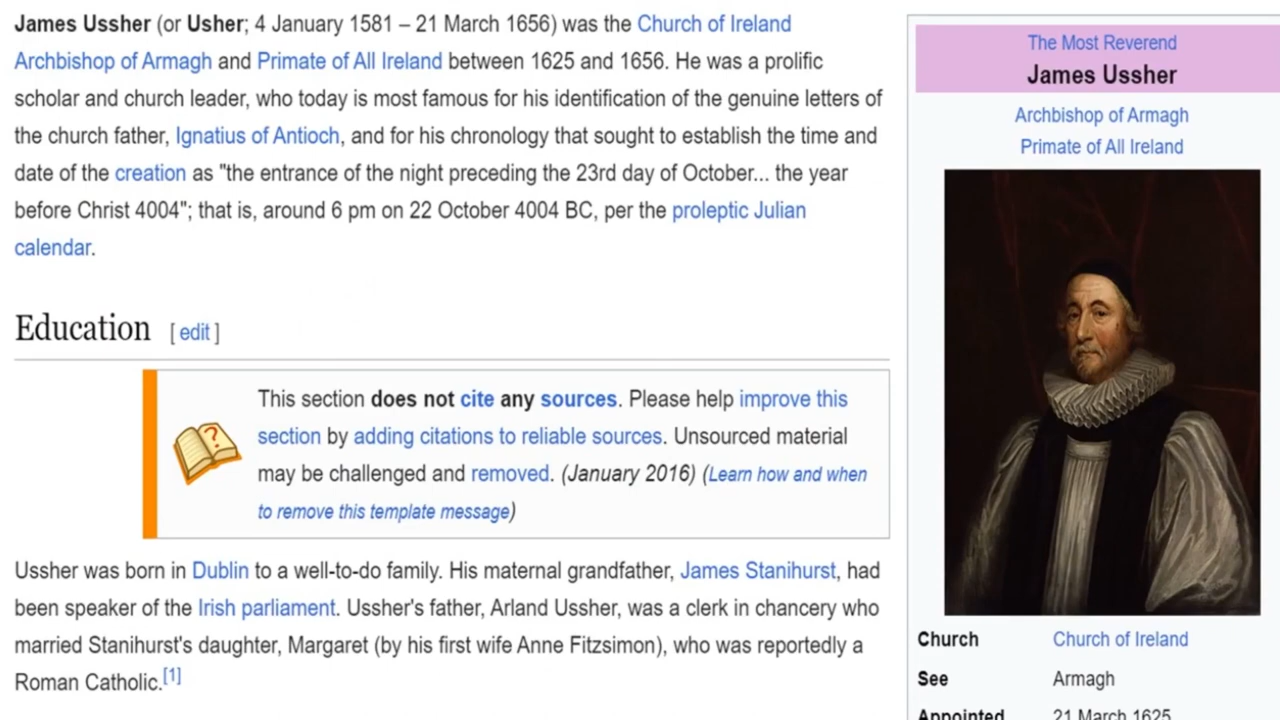 James Ussher (or Usher; 4 January 1581 – 21 March 1656) was the Church of Ireland
Archbishop of Armagh and Primate of All Ireland between 1625 and 1656. He was a prolific
scholar and church leader, who today is most famous for his identification of the genuine letters of
the church father, Ignatius of Antioch, and for his chronology that sought to establish the time and
date of the creation as "the entrance of the night preceding the 23rd day of October... the year
before Christ 4004"; that is, around 6 pm on 22 October 4004 BC, per the proleptic Julian
calendar.
Education [ edit ]
This section does not cite any sources. Please help improve this
section by adding citations to reliable sources. Unsourced material
may be challenged and removed. (January 2016) (Learn how and when
to remove this template message)
Ussher was born in Dublin to a well-to-do family. His maternal grandfather, James Stanihurst, had
been speaker of the Irish parliament. Ussher's father, Arland Ussher, was a clerk in chancery who
married Stanihurst's daughter, Margaret (by his first wife Anne Fitzsimon), who was reportedly a
Roman Catholic.[1]
The Most Reverend
James Ussher
Archbishop of Armagh
Primate of All Ireland
Church Church of Ireland
See Armagh
Appointed 21 March 1625